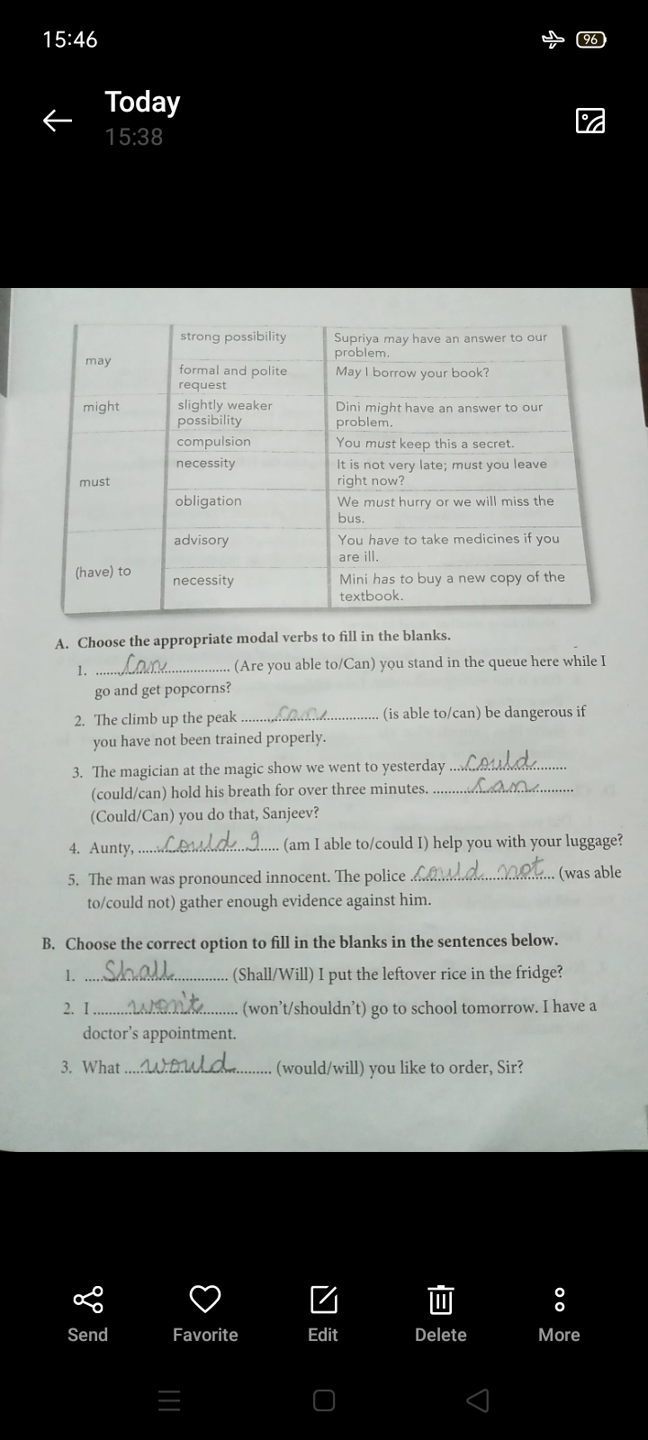 15:46
96
Today
15:38
may
strong possibility
Supriya may have an answer to our
problem.
formal and polite
request
May I borrow your book?
might
slightly weaker
possibility
Dini might have an answer to our
problem.
must
compulsion
You must keep this a secret.
necessity
It is not very late; must you leave
right now?
obligation
We must hurry or we will miss the
bus.
(have) to
advisory
You have to take medicines if you
are ill.
necessity
Mini has to buy a new copy of the
textbook.
A. Choose the appropriate modal verbs to fill in the blanks.
1. ......Can.................. (Are you able to/Can) you stand in the queue here while I
go and get popcorns?
2. The climb up the peak .........can............. (is able to/can) be dangerous if
you have not been trained properly.
3. The magician at the magic show we went to yesterday ...could.......
(could/can) hold his breath for over three minutes. .........Can.........
(Could/Can) you do that, Sanjeev?
4. Aunty, ......could I.... (am I able to/could I) help you with your luggage?
5. The man was pronounced innocent. The police .could not... (was able
to/could not) gather enough evidence against him.
B. Choose the correct option to fill in the blanks in the sentences below.
1. ....Shall............. (Shall/Will) I put the leftover rice in the fridge?
2. I.........won't......... (won't/shouldn't) go to school tomorrow. I have a
doctor's appointment.
3. What ....would......... (would/will) you like to order, Sir?
Send
Favorite
Edit
Delete
More